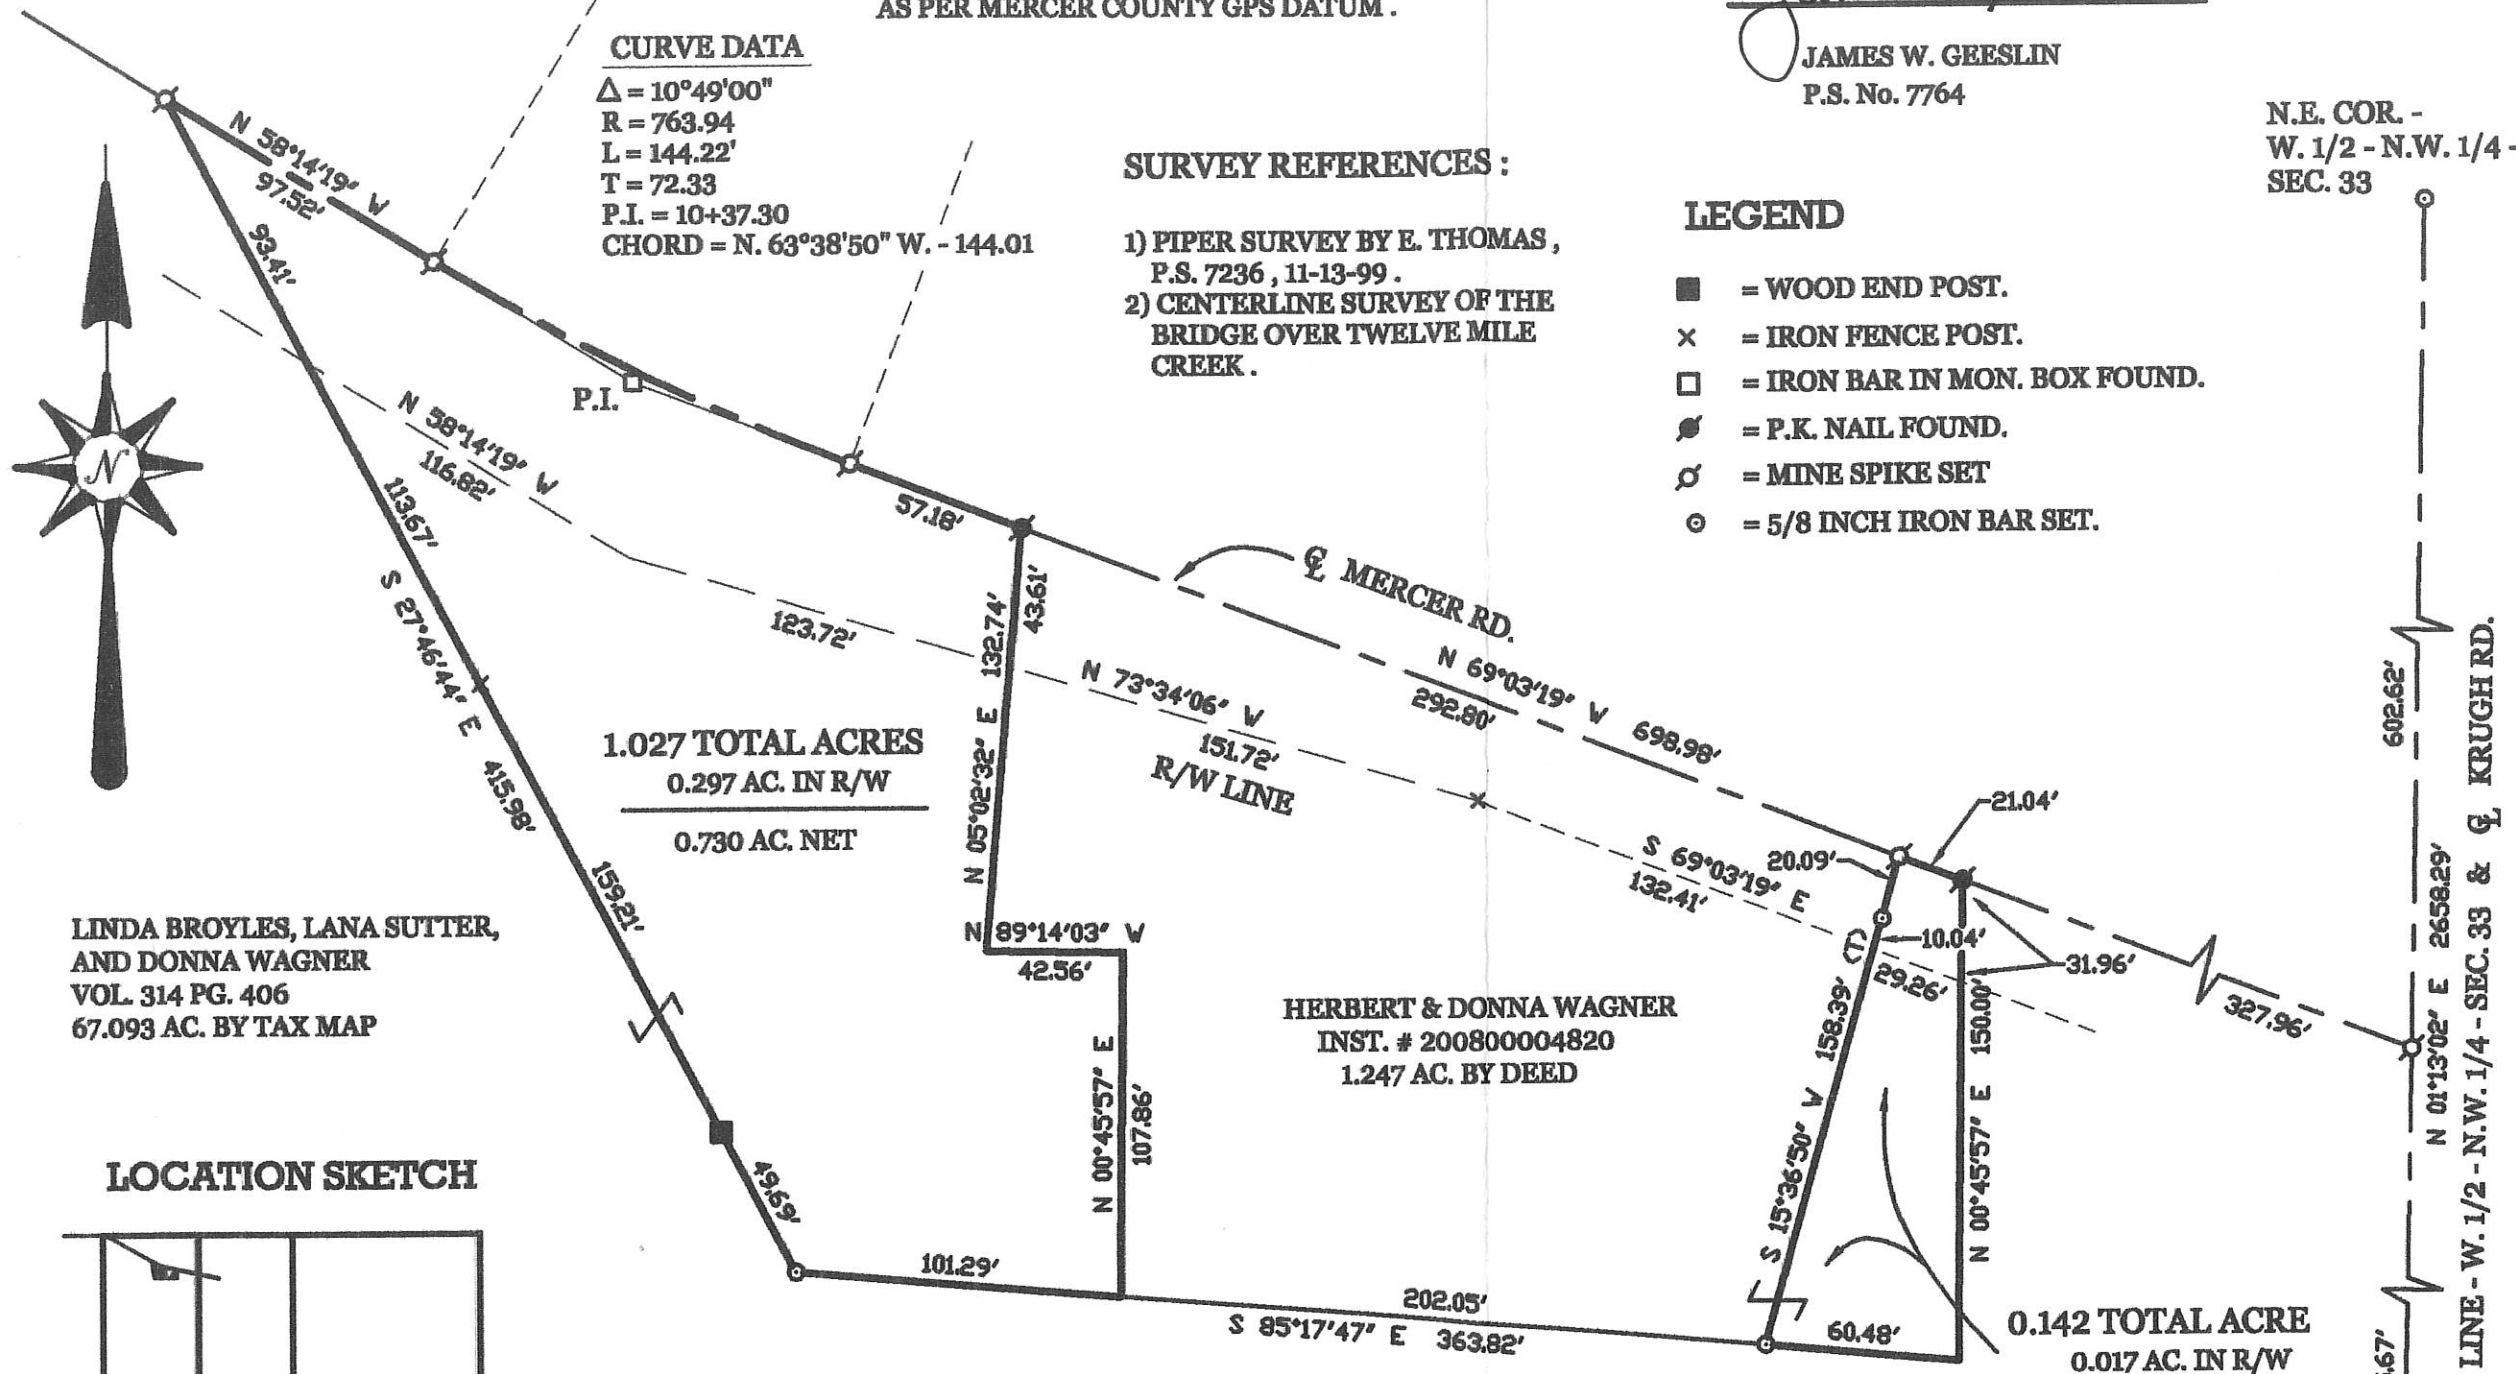 AS PER MERCER COUNTY GPS DATUM .
CURVE DATA
Δ = 10°49'00"
R = 763.94
L = 144.22'
T = 72.33
P.I. = 10+37.30
CHORD = N. 63°38'50" W. - 144.01
JAMES W. GEESLIN
P.S. No. 7764
N.E. COR. -
W. 1/2 - N.W. 1/4 -
SEC. 33
SURVEY REFERENCES :
1) PIPER SURVEY BY E. THOMAS ,
P.S. 7236 , 11-13-99 .
2) CENTERLINE SURVEY OF THE
BRIDGE OVER TWELVE MILE
CREEK .
LEGEND
= WOOD END POST.
= IRON FENCE POST.
= IRON BAR IN MON. BOX FOUND.
= P.K. NAIL FOUND.
= MINE SPIKE SET
= 5/8 INCH IRON BAR SET.
N 58°14'19" W
97.52'
93.41'
P.I.
N 58°14'19" W
116.82'
113.67'
S 27°46'44" E 415.98'
57.18'
123.72'
43.61'
N 05°02'32" E 132.74'
℄ MERCER RD.
N 69°03'19" W 698.98'
292.80'
N 73°34'06" W
151.72'
R/W LINE
1.027 TOTAL ACRES
0.297 AC. IN R/W
0.730 AC. NET
159.21'
S 69°03'19" E
132.41'
20.09'
21.04'
10.04'
29.26'
31.96'
327.96'
602.62'
N 01°13'02" E 2658.29'
LINE - W. 1/2 - N.W. 1/4 - SEC. 33 & ℄ KRUGH RD.
LINDA BROYLES, LANA SUTTER,
AND DONNA WAGNER
VOL. 314 PG. 406
67.093 AC. BY TAX MAP
N 89°14'03" W
42.56'
HERBERT & DONNA WAGNER
INST. # 200800004820
1.247 AC. BY DEED
N 00°45'57" E
107.86'
S 15°36'50" W 158.39' (T)
N 00°45'57" E 150.00'
49.69'
LOCATION SKETCH
101.29'
202.05'
S 85°17'47" E 363.82'
60.48'
0.142 TOTAL ACRE
0.017 AC. IN R/W
.67'
N